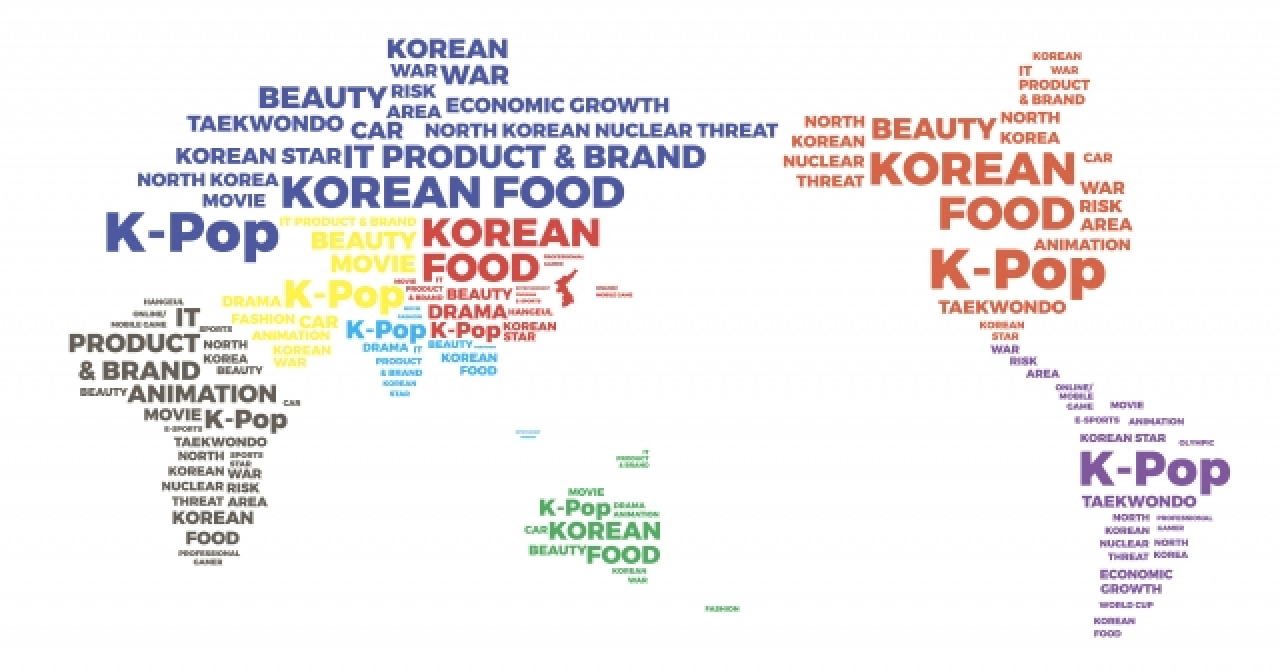 KOREAN
WAR WAR
BEAUTY RISK
AREA ECONOMIC GROWTH
TAEKWONDO CAR NORTH KOREAN NUCLEAR THREAT
KOREAN STAR IT PRODUCT & BRAND
NORTH KOREA KOREAN FOOD
MOVIE
K-Pop
IT PRODUCT & BRAND
BEAUTY
MOVIE
DRAMA K-Pop
FASHION CAR
ANIMATION
KOREAN
WAR
KOREAN
FOOD
PROFESSIONAL
GAMER
MOVIE IT
PRODUCT
& BRAND
BEAUTY
E-SPORTS
MOBILE GAME
DRAMA HANGEUL
K-Pop KOREAN
STAR
K-Pop
DRAMA IT
PRODUCT
& BRAND
KOREAN
STAR
BEAUTY
KOREAN
FOOD
HANGEUL
ONLINE/
MOBILE GAME IT
SPORTS
PRODUCT NORTH
KOREA
& BRAND BEAUTY
BEAUTY ANIMATION CAR
MOVIE K-Pop
E-SPORTS
TAEKWONDO
NORTH SPORTS
STAR
KOREAN WAR
NUCLEAR RISK
THREAT AREA
KOREAN
FOOD
PROFESSIONAL
GAMER
IT
PRODUCT
& BRAND
MOVIE
K-Pop DRAMA
ANIMATION
CAR KOREAN
BEAUTY FOOD
KOREAN
WAR
FASHION
KOREAN
IT WAR
PRODUCT
& BRAND
NORTH BEAUTY NORTH
KOREAN KOREA
NUCLEAR KOREAN CAR
THREAT
FOOD WAR
RISK
AREA
ANIMATION
K-Pop
TAEKWONDO
KOREAN
STAR
WAR
RISK
AREA
ONLINE/
MOBILE
GAME MOVIE
E-SPORTS ANIMATION
KOREAN STAR OLYMPIC
K-Pop
TAEKWONDO
NORTH PROFESSIONAL
KOREAN GAMER
NUCLEAR NORTH
THREAT KOREA
ECONOMIC
GROWTH
WORLD CUP
KOREAN
FOOD